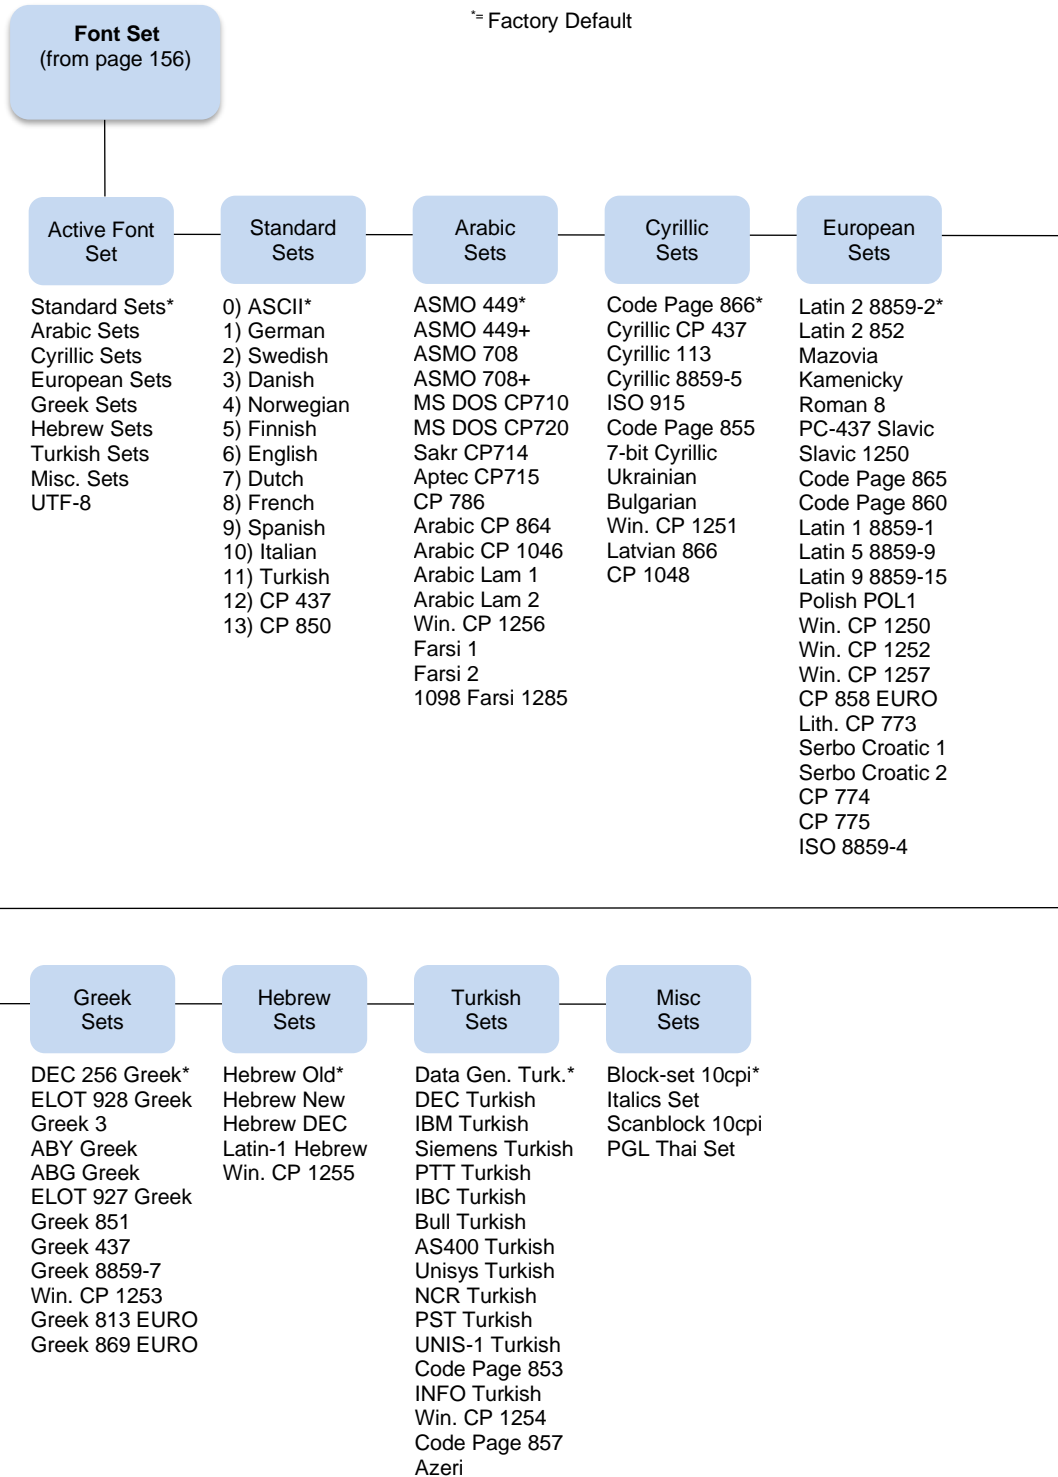 Font Set
(from page 156)
*= Factory Default
Active Font
Set
Standard Sets*
Arabic Sets
Cyrillic Sets
European Sets
Greek Sets
Hebrew Sets
Turkish Sets
Misc. Sets
UTF-8
Standard
Sets
0) ASCII*
1) German
2) Swedish
3) Danish
4) Norwegian
5) Finnish
6) English
7) Dutch
8) French
9) Spanish
10) Italian
11) Turkish
12) CP 437
13) CP 850
Arabic
Sets
ASMO 449*
ASMO 449+
ASMO 708
ASMO 708+
MS DOS CP710
MS DOS CP720
Sakr CP714
Aptec CP715
CP 786
Arabic CP 864
Arabic CP 1046
Arabic Lam 1
Arabic Lam 2
Win. CP 1256
Farsi 1
Farsi 2
1098 Farsi 1285
Cyrillic
Sets
Code Page 866*
Cyrillic CP 437
Cyrillic 113
Cyrillic 8859-5
ISO 915
Code Page 855
7-bit Cyrillic
Ukrainian
Bulgarian
Win. CP 1251
Latvian 866
CP 1048
European
Sets
Latin 2 8859-2*
Latin 2 852
Mazovia
Kamenicky
Roman 8
PC-437 Slavic
Slavic 1250
Code Page 865
Code Page 860
Latin 1 8859-1
Latin 5 8859-9
Latin 9 8859-15
Polish POL1
Win. CP 1250
Win. CP 1252
Win. CP 1257
CP 858 EURO
Lith. CP 773
Serbo Croatic 1
Serbo Croatic 2
CP 774
CP 775
ISO 8859-4
Greek
Sets
DEC 256 Greek*
ELOT 928 Greek
Greek 3
ABY Greek
ABG Greek
ELOT 927 Greek
Greek 851
Greek 437
Greek 8859-7
Win. CP 1253
Greek 813 EURO
Greek 869 EURO
Hebrew
Sets
Hebrew Old*
Hebrew New
Hebrew DEC
Latin-1 Hebrew
Win. CP 1255
Turkish
Sets
Data Gen. Turk.*
DEC Turkish
IBM Turkish
Siemens Turkish
PTT Turkish
IBC Turkish
Bull Turkish
AS400 Turkish
Unisys Turkish
NCR Turkish
PST Turkish
UNIS-1 Turkish
Code Page 853
INFO Turkish
Win. CP 1254
Code Page 857
Azeri
Misc
Sets
Block-set 10cpi*
Italics Set
Scanblock 10cpi
PGL Thai Set